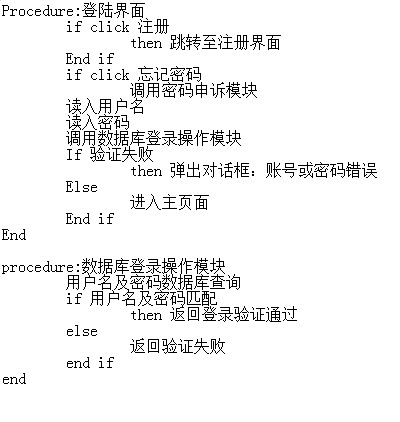 Procedure:登陆界面
if click 注册
then 跳转至注册界面
End if
if click 忘记密码
调用密码申诉模块
读入用户名
读入密码
调用数据库登录操作模块
If 验证失败
then 弹出对话框：账号或密码错误
Else
进入主页面
End if
End
procedure:数据库登录操作模块
用户名及密码数据库查询
if 用户名及密码匹配
then 返回登录验证通过
else
返回验证失败
end if
end